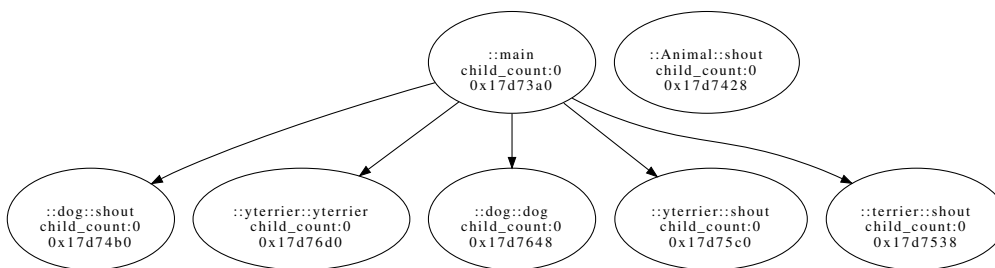 ::main
child_count:0
0x17d73a0
::Animal::shout
child_count:0
0x17d7428
::dog::shout
child_count:0
0x17d74b0
::yterrier::yterrier
child_count:0
0x17d76d0
::dog::dog
child_count:0
0x17d7648
::yterrier::shout
child_count:0
0x17d75c0
::terrier::shout
child_count:0
0x17d7538